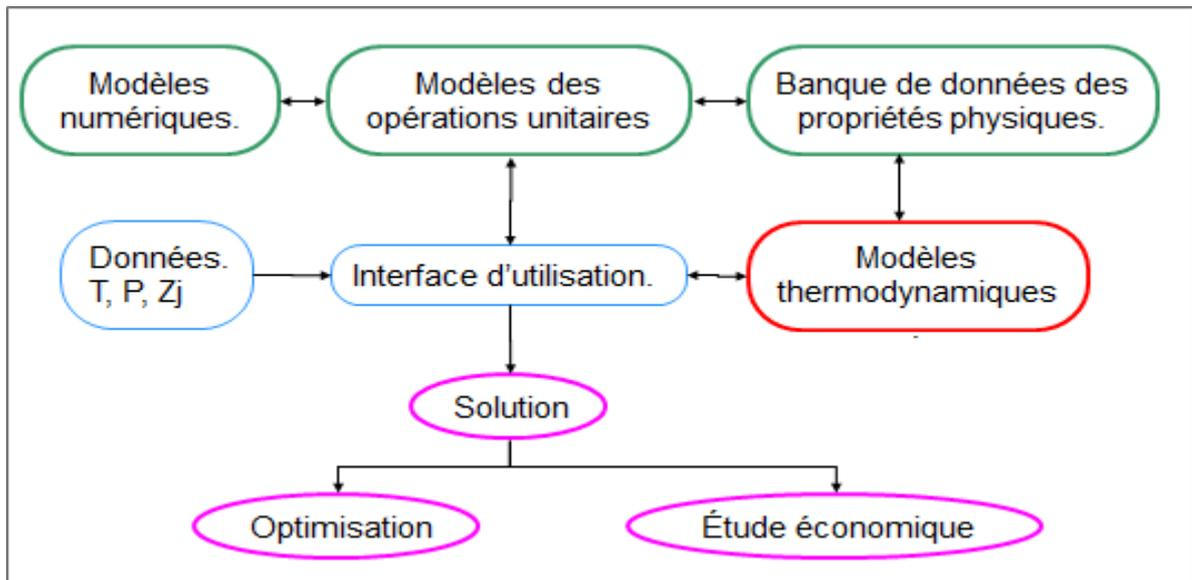 Modèles
numériques.
Modèles des
opérations unitaires
Banque de données des
propriétés physiques.
Données.
T, P, Zj
Interface d’utilisation.
Modèles
thermodynamiques
.
Solution
Optimisation
Étude économique